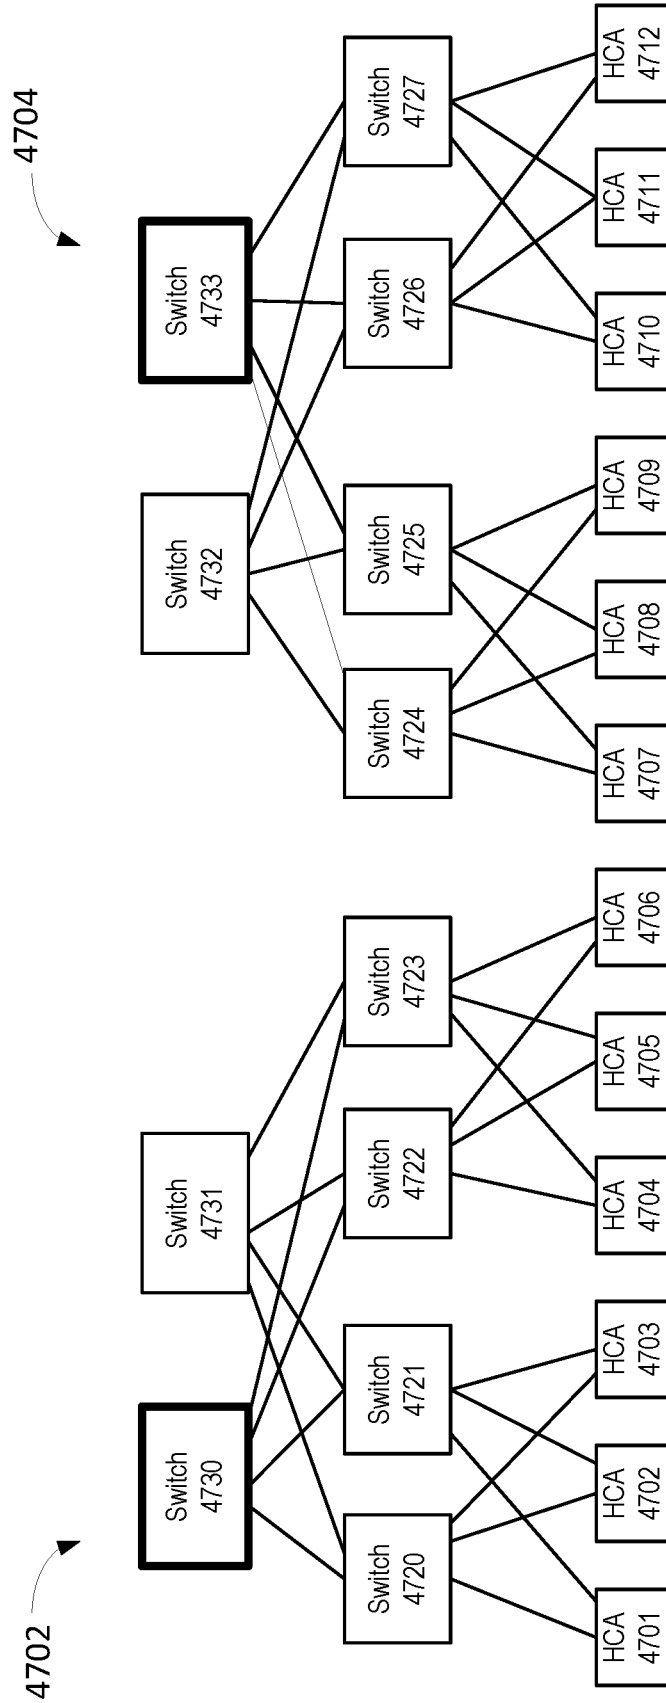 4702
4704
Switch
4730
Switch
4731
Switch
4732
Switch
4733
Switch
4720
Switch
4721
Switch
4722
Switch
4723
Switch
4724
Switch
4725
Switch
4726
Switch
4727
HCA
4701
HCA
4702
HCA
4703
HCA
4704
HCA
4705
HCA
4706
HCA
4707
HCA
4708
HCA
4709
HCA
4710
HCA
4711
HCA
4712